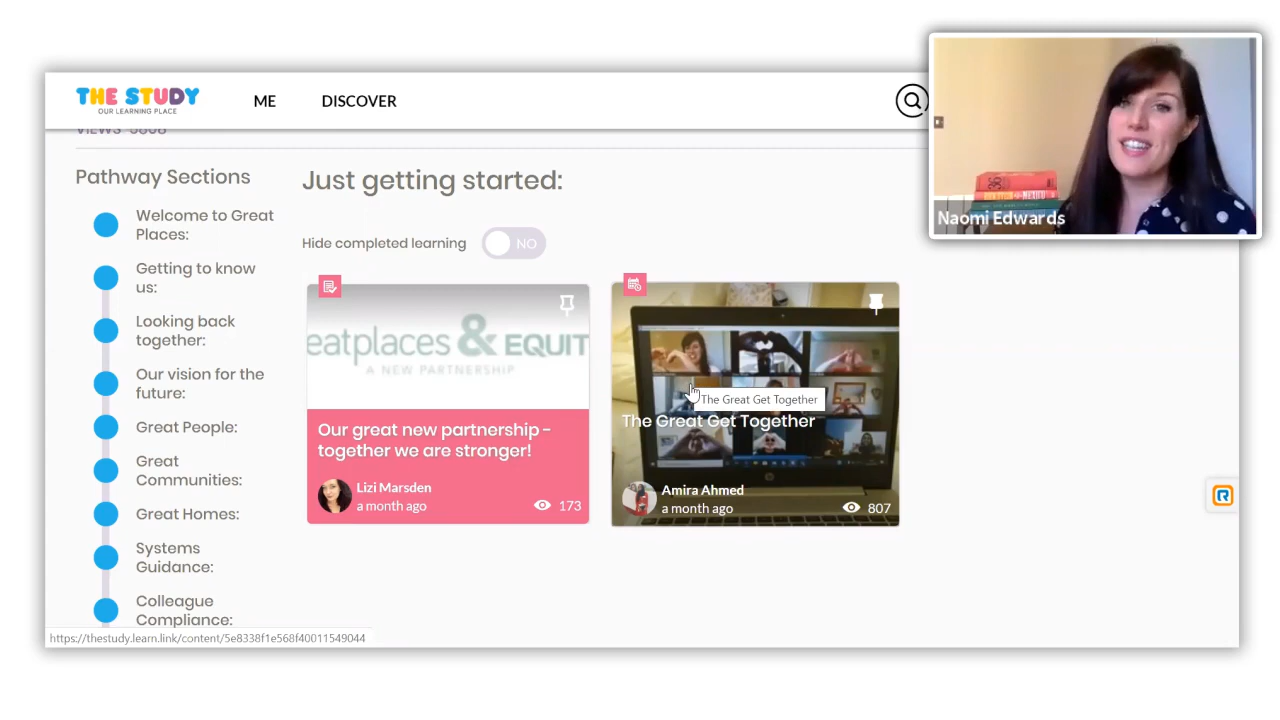 THE STUDY
OUR LEARNING PLACE
ME
DISCOVER
VIEWS
Pathway Sections
Welcome to Great
Places:
Getting to know
us:
Looking back
together:
Our vision for the
future:
Great People:
Great
Communities:
Great Homes:
Systems
Guidance:
Colleague
Compliance:
Just getting started:
Hide completed learning
NO
eatplaces & EQUIT
A NEW PARTNERSHIP
Our great new partnership -
together we are stronger!
Lizi Marsden
a month ago
173
The Great Get Together
The Great Get Together
Amira Ahmed
a month ago
807
Naomi Edwards
36
R
https://thestudy.learn.link/content/5e8338f1e568f40011549044